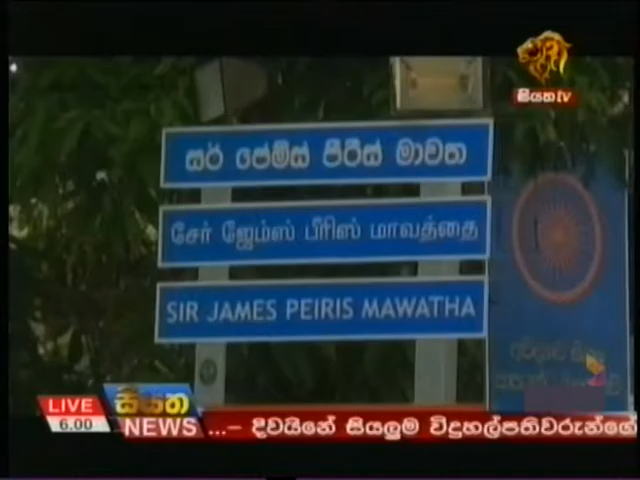 සියත tv
සර් ජේම්ස් පීරිස් මාවත
சேர் ஜேம்ஸ் பீரிஸ் மாவத்தை
SIR JAMES PEIRIS MAWATHA
LIVE
6.00
සියත
NEWS
...– දිවයිනේ සියලුම විදුහල්පතිවරුන්ගේ